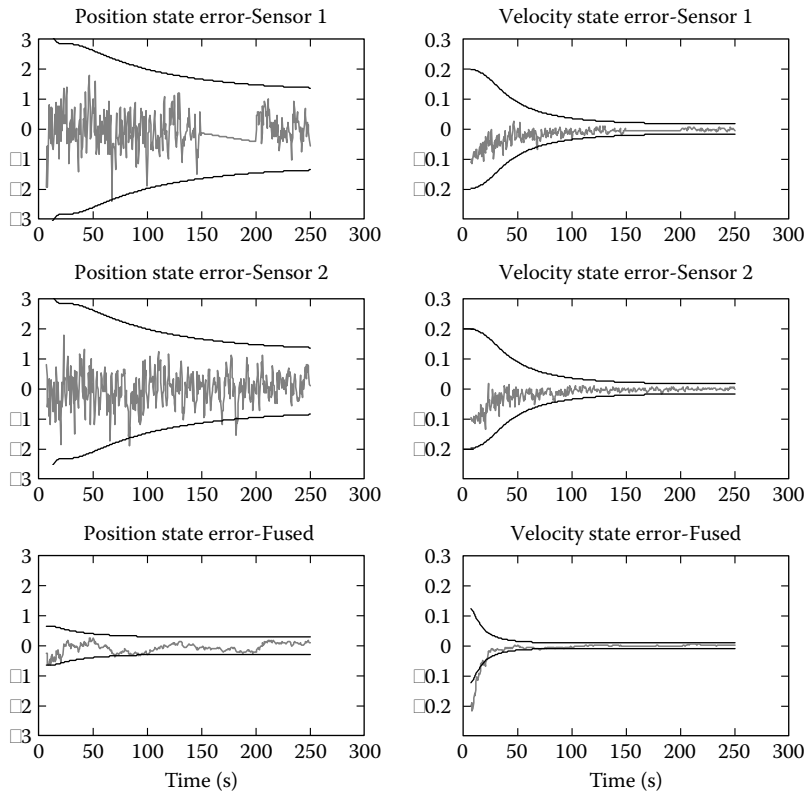 Position state error-Sensor 1
3
2
1
0
□1
□2
□3
0 50 100 150 200 250 300
Velocity state error-Sensor 1
0.3
0.2
0.1
0
□0.1
□0.2
0 50 100 150 200 250 300
Position state error-Sensor 2
3
2
1
0
□1
□2
□3
0 50 100 150 200 250 300
Velocity state error-Sensor 2
0.3
0.2
0.1
0
□0.1
□0.2
0 50 100 150 200 250 300
Position state error-Fused
3
2
1
0
□1
□2
□3
0 50 100 150 200 250 300
Time (s)
Velocity state error-Fused
0.3
0.2
0.1
0
□0.1
□0.2
0 50 100 150 200 250 300
Time (s)